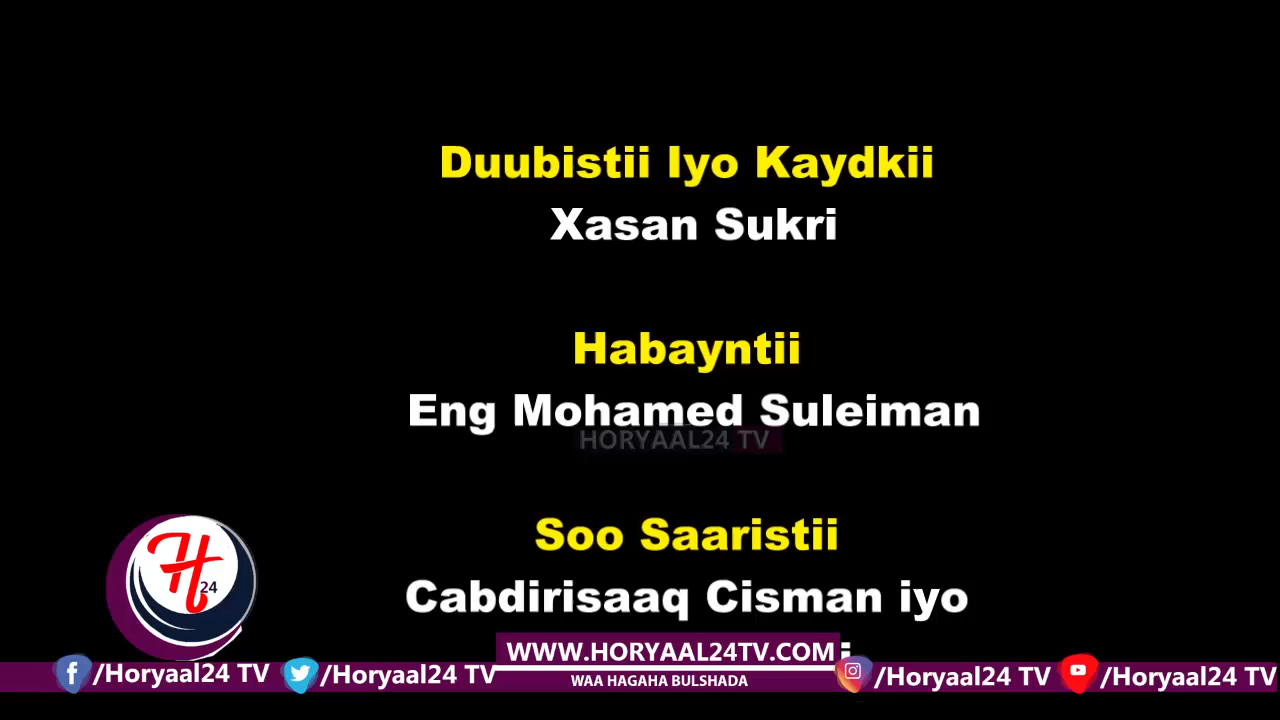 Duubistii Iyo Kaydkii
Xasan Sukri
Habayntii
Eng Mohamed Suleiman
HORYAAL24 TV
Soo Saaristii
Cabdirisaaq Cisman iyo
H
24
WWW.HORYAAL24TV.COM
/Horyaal24 TV
/Horyaal24 TV
WAA HAGAHA BULSHADA
/Horyaal24 TV
/Horyaal24 TV